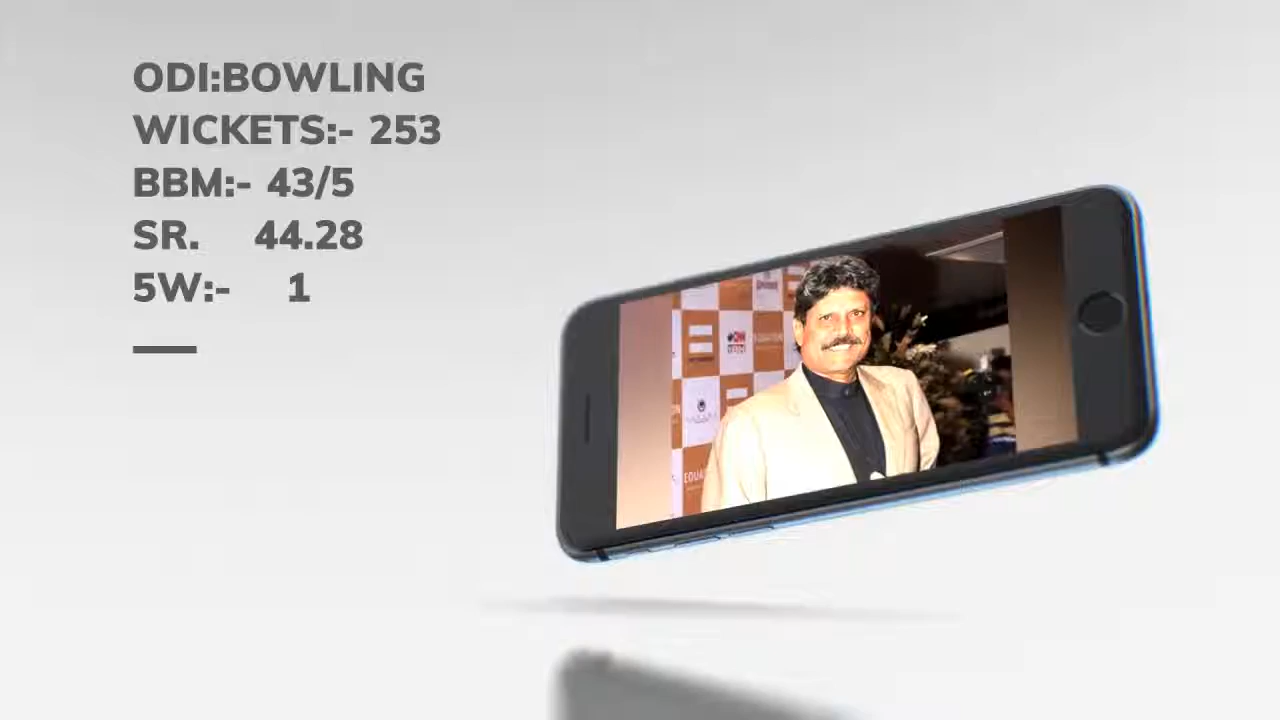 ODI:BOWLING
WICKETS:- 253
BBM:- 43/5
SR. 44.28
5W:- 1